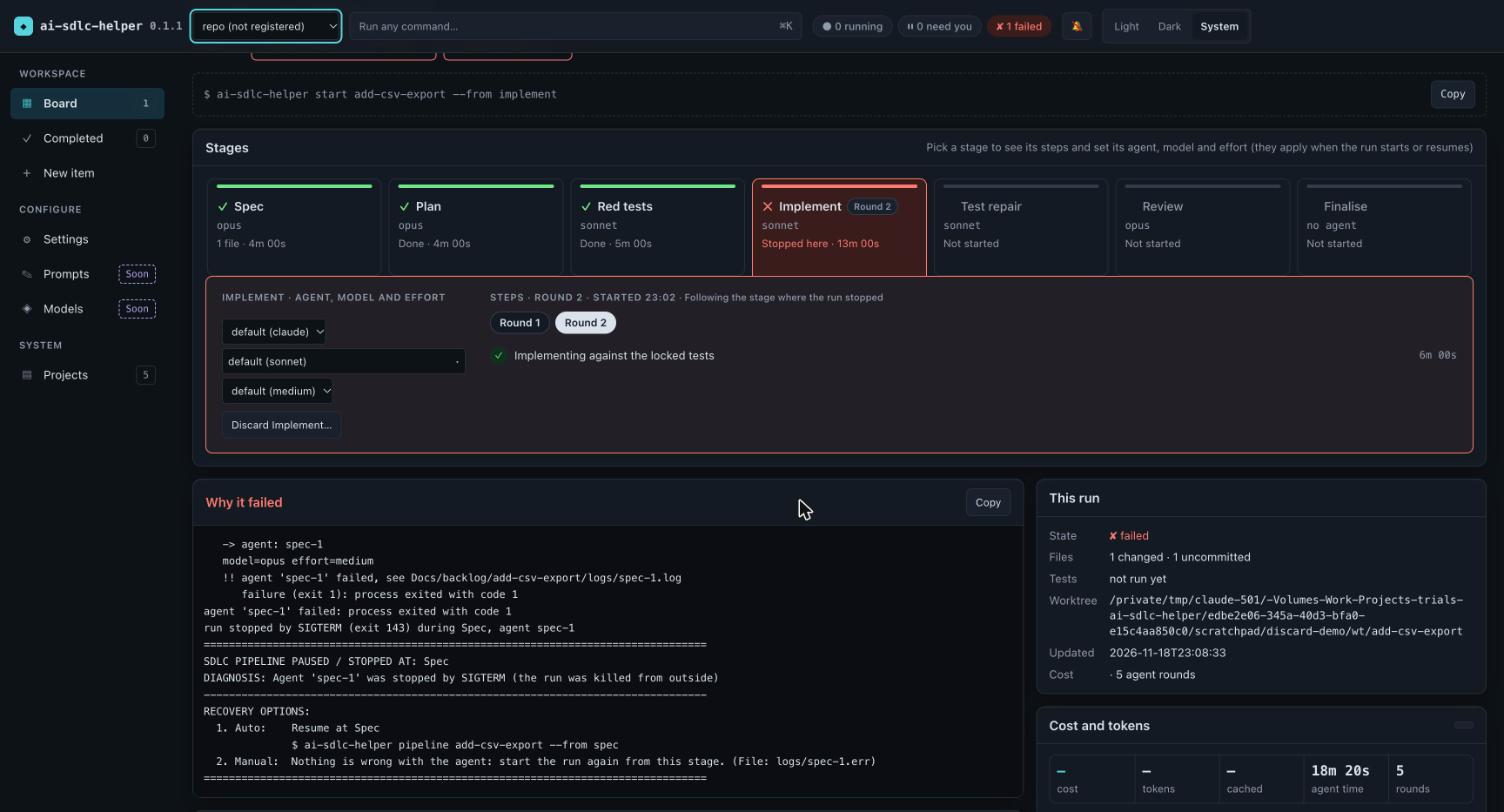 ai-sdlc-helper 0.1.1
repo (not registered)
Run any command...
⌘K
0 running
0 need you
✘ 1 failed
Light
Dark
System
WORKSPACE
Board 1
Completed 0
+ New item
CONFIGURE
Settings
Prompts Soon
Models Soon
SYSTEM
Projects 5
$ ai-sdlc-helper start add-csv-export --from implement
Copy
Stages
Pick a stage to see its steps and set its agent, model and effort (they apply when the run starts or resumes)
✓ Spec
opus
1 file · 4m 00s
✓ Plan
opus
Done · 4m 00s
✓ Red tests
sonnet
Done · 5m 00s
✕ Implement Round 2
sonnet
Stopped here · 13m 00s
Test repair
sonnet
Not started
Review
opus
Not started
Finalise
no agent
Not started
IMPLEMENT · AGENT, MODEL AND EFFORT
default (claude)
default (sonnet)
default (medium)
Discard Implement...
STEPS · ROUND 2 · STARTED 23:02 · Following the stage where the run stopped
Round 1
Round 2
✓ Implementing against the locked tests
6m 00s
Why it failed
Copy
-> agent: spec-1
model=opus effort=medium
!! agent 'spec-1' failed, see Docs/backlog/add-csv-export/logs/spec-1.log
failure (exit 1): process exited with code 1
agent 'spec-1' failed: process exited with code 1
run stopped by SIGTERM (exit 143) during Spec, agent spec-1
================================================================================
SDLC PIPELINE PAUSED / STOPPED AT: Spec
DIAGNOSIS: Agent 'spec-1' was stopped by SIGTERM (the run was killed from outside)
--------------------------------------------------------------------------------
RECOVERY OPTIONS:
1. Auto: Resume at Spec
$ ai-sdlc-helper pipeline add-csv-export --from spec
2. Manual: Nothing is wrong with the agent: start the run again from this stage. (File: logs/spec-1.err)
================================================================================
This run
State ✘ failed
Files 1 changed · 1 uncommitted
Tests not run yet
Worktree /private/tmp/claude-501/-Volumes-Work-Projects-trials-
ai-sdlc-helper/edbe2e06-345a-40d3-bfa0-
e15c4aa850c0/scratchpad/discard-demo/wt/add-csv-export
Updated 2026-11-18T23:08:33
Cost · 5 agent rounds
Cost and tokens
– cost
– tokens
– cached
18m 20s agent time
5 rounds